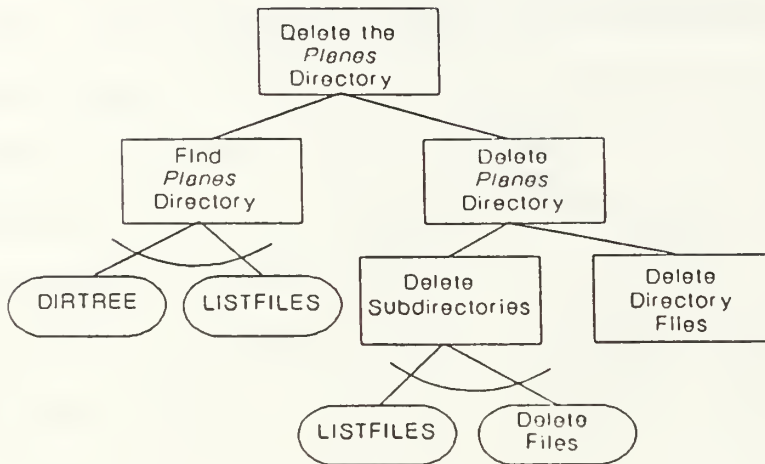 Delete the
Planes
Directory
Find
Planes
Directory
Delete
Planes
Directory
DIRTREE
LISTFILES
Delete
Subdirectories
Delete
Directory
Files
LISTFILES
Delete
Files